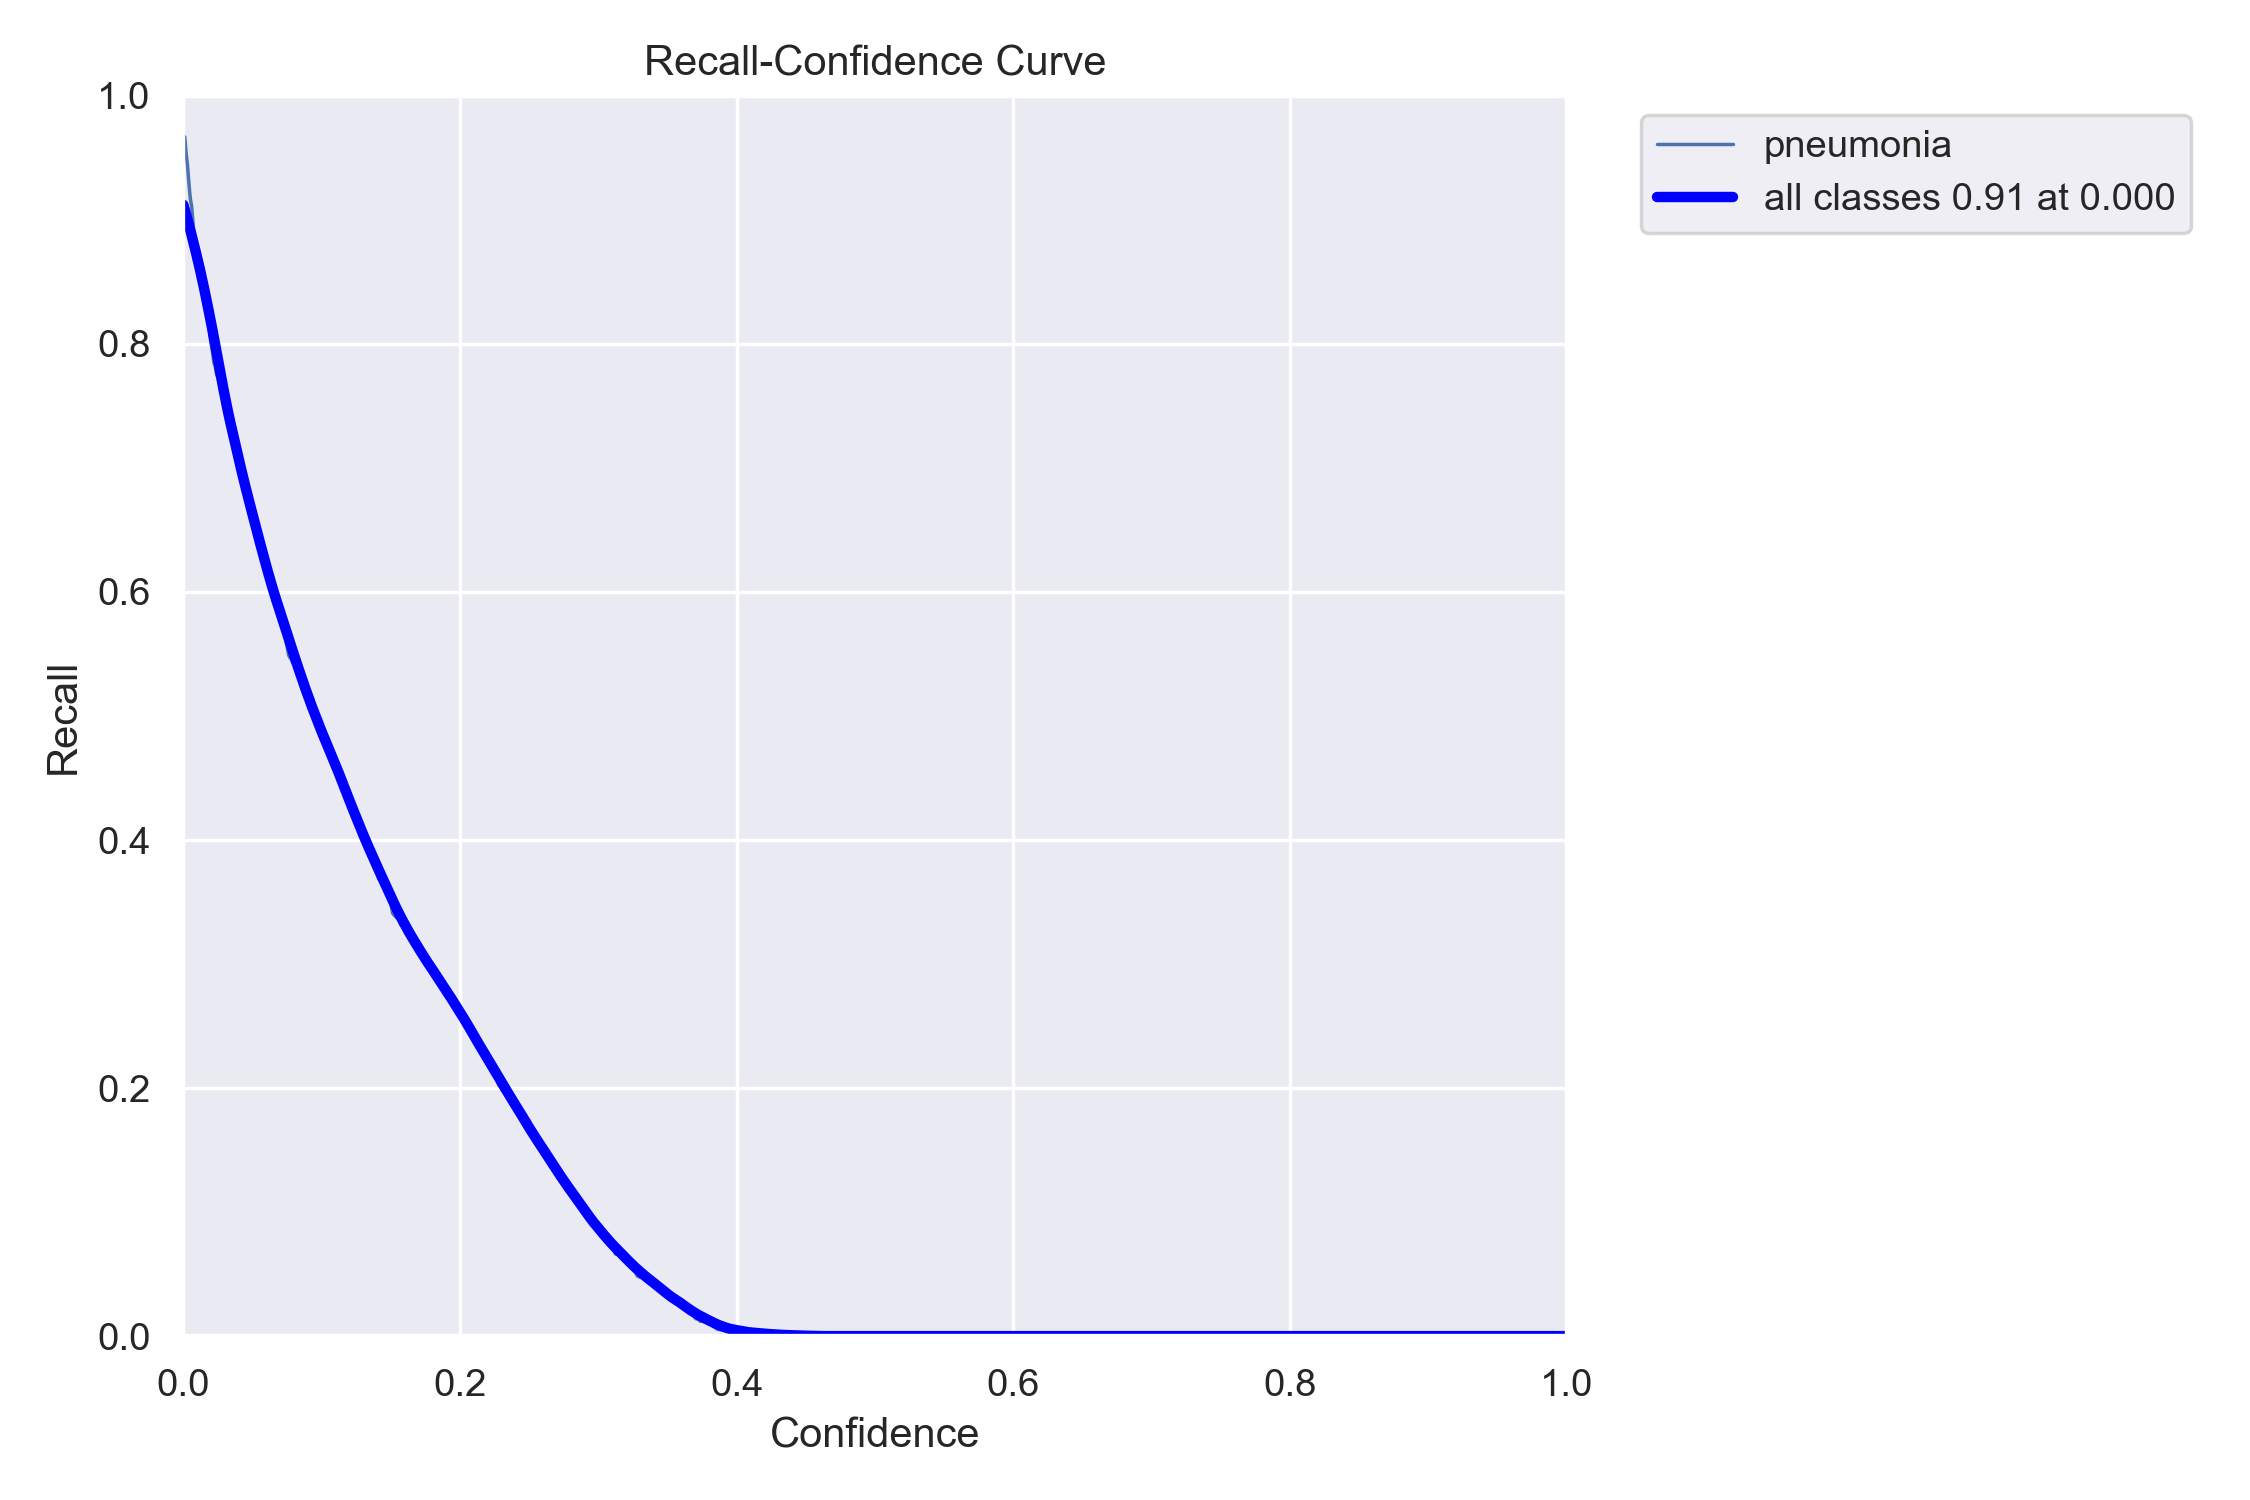 Recall-Confidence Curve
1.0
0.8
0.6
0.4
0.2
0.0
Recall
0.0 0.2 0.4 0.6 0.8 1.0
Confidence
pneumonia
all classes 0.91 at 0.000